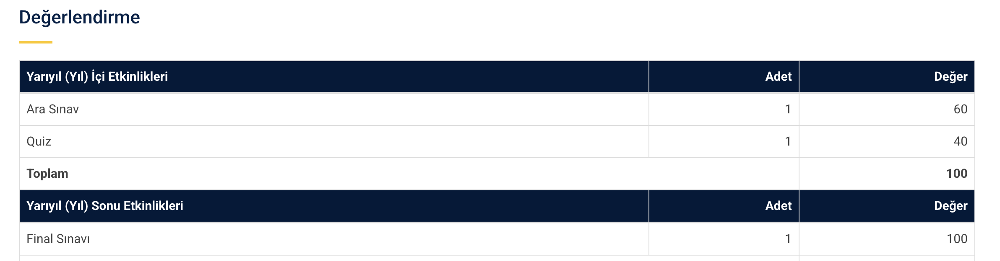 Değerlendirme
Yarıyıl (Yıl) İçi Etkinlikleri Adet Değer
Ara Sınav 1 60
Quiz 1 40
Toplam 100
Yarıyıl (Yıl) Sonu Etkinlikleri Adet Değer
Final Sınavı 1 100